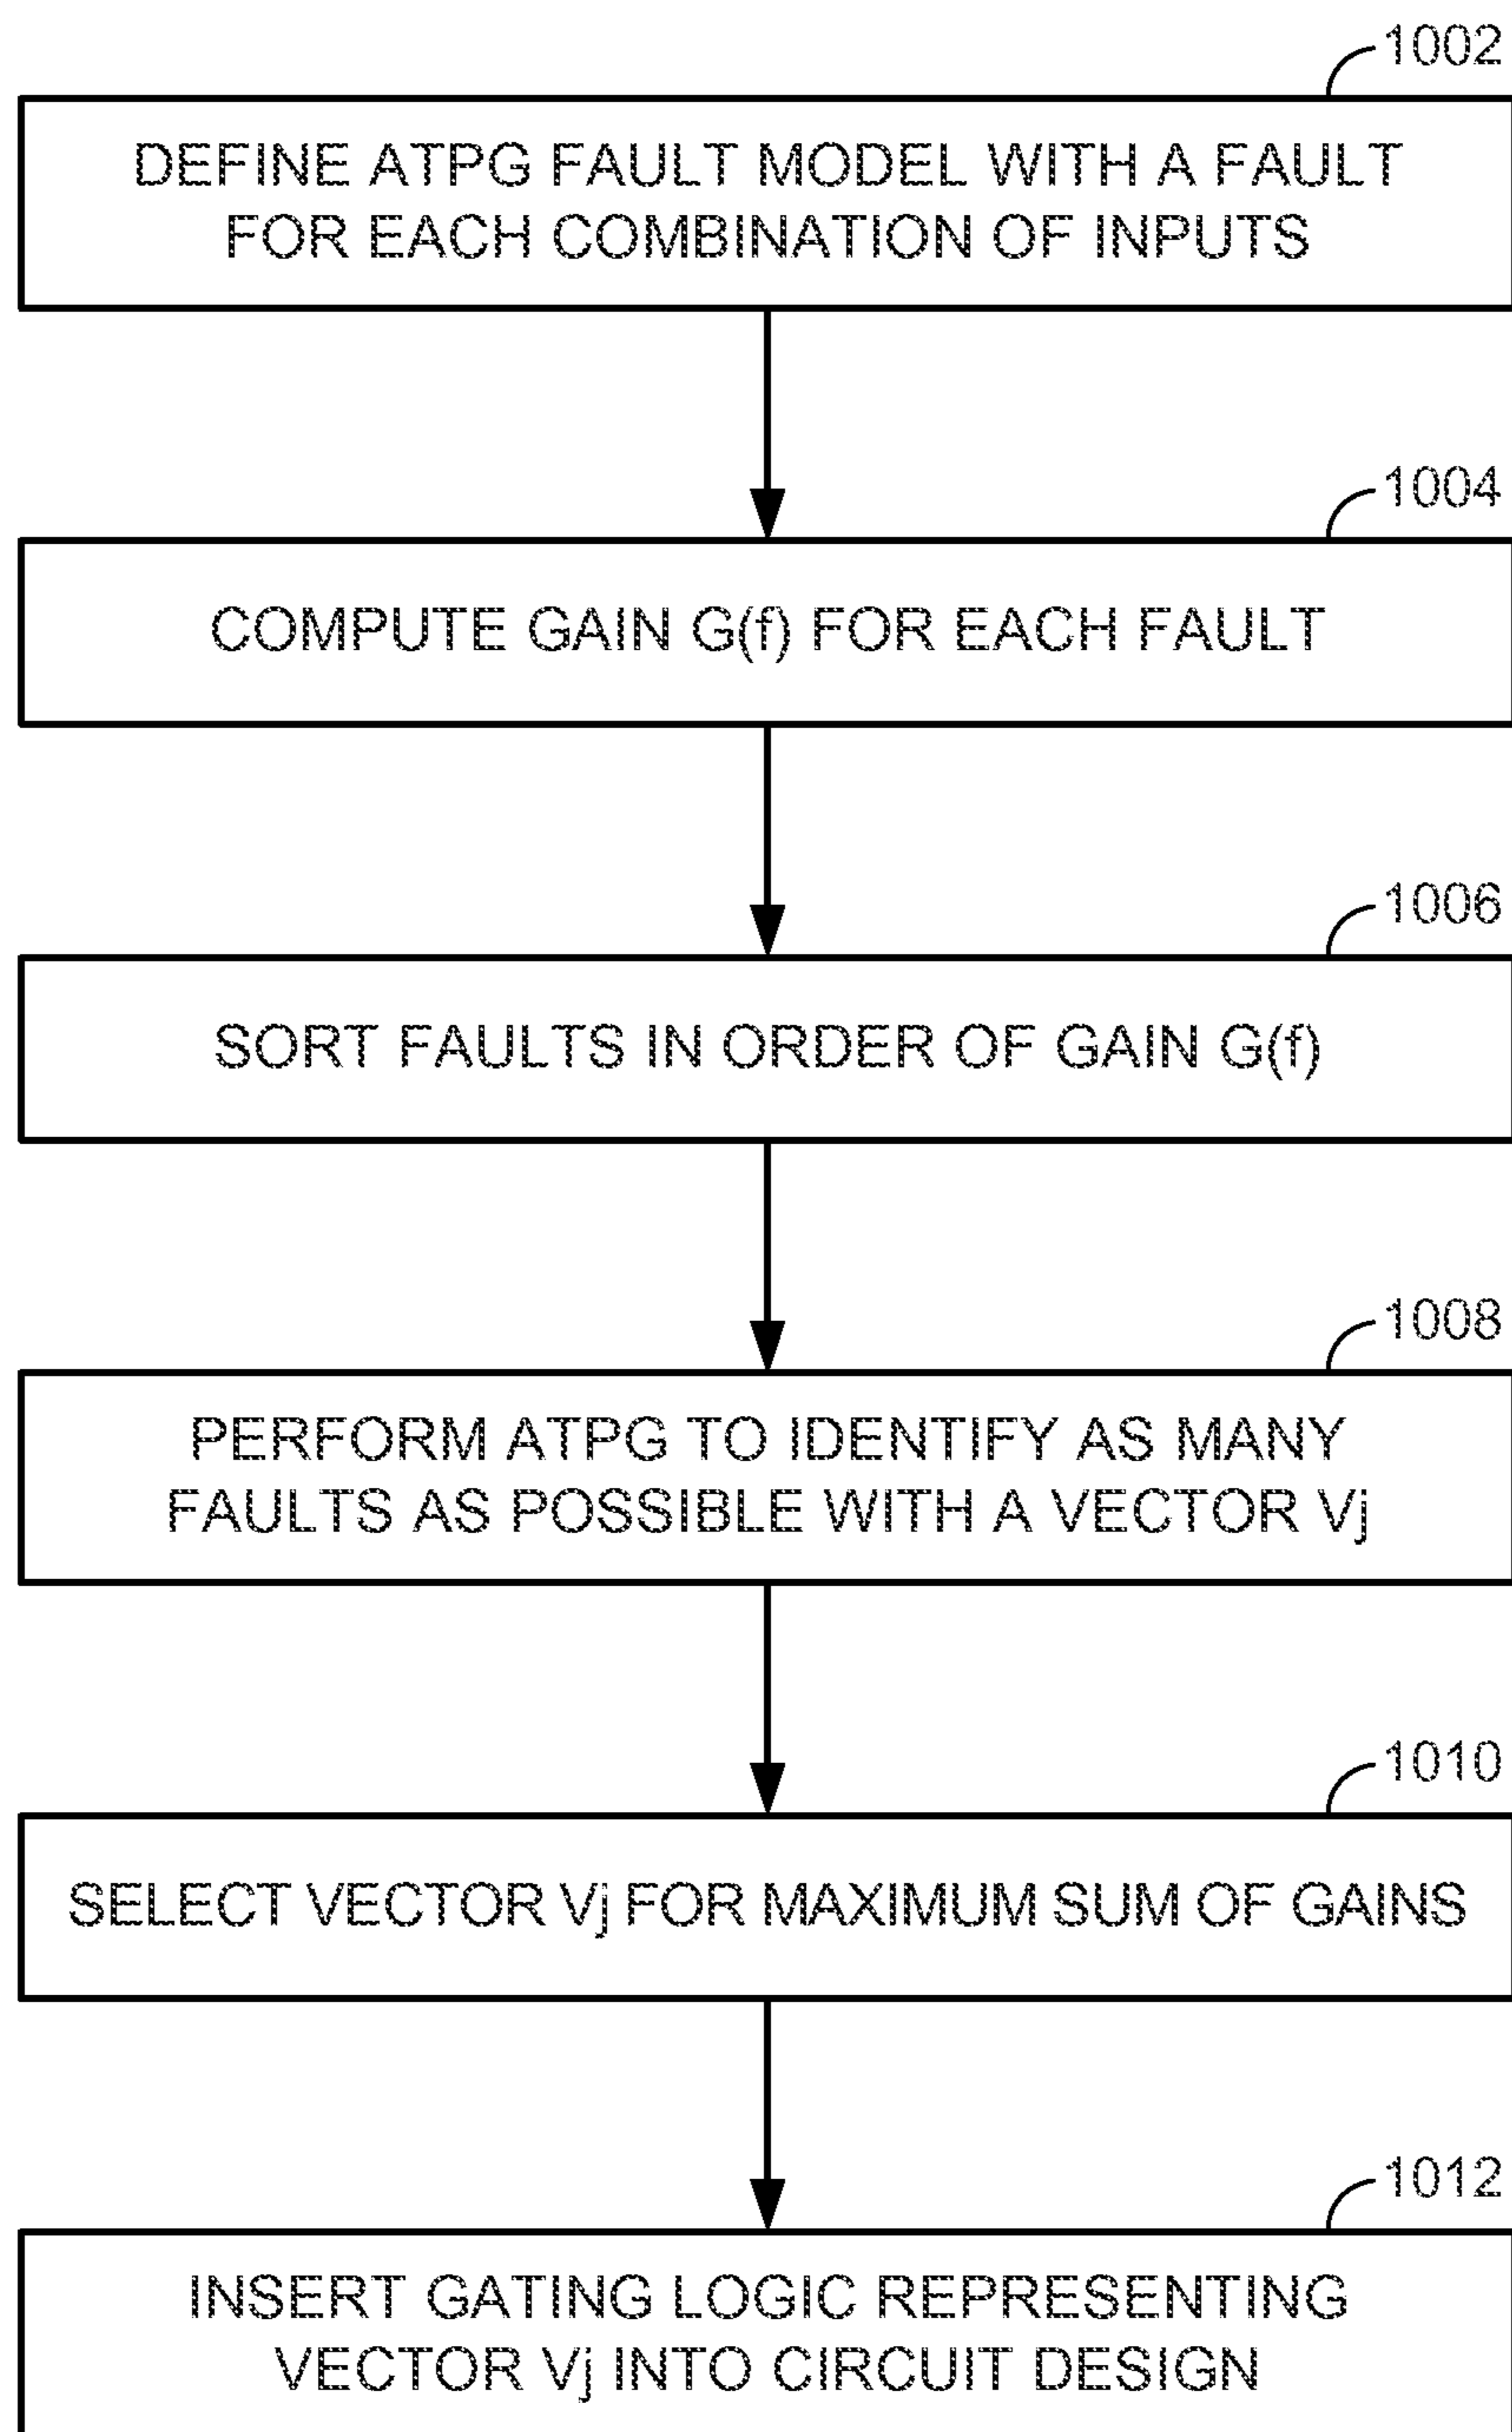 1002
DEFINE ATPG FAULT MODEL WITH A FAULT
FOR EACH COMBINATION OF INPUTS
1004
COMPUTE GAIN G(f) FOR EACH FAULT
1006
SORT FAULTS IN ORDER OF GAIN G(f)
1008
PERFORM ATPG TO IDENTIFY AS MANY
FAULTS AS POSSIBLE WITH A VECTOR Vj
1010
SELECT VECTOR Vj FOR MAXIMUM SUM OF GAINS
1012
INSERT GATING LOGIC REPRESENTING
VECTOR Vj INTO CIRCUIT DESIGN